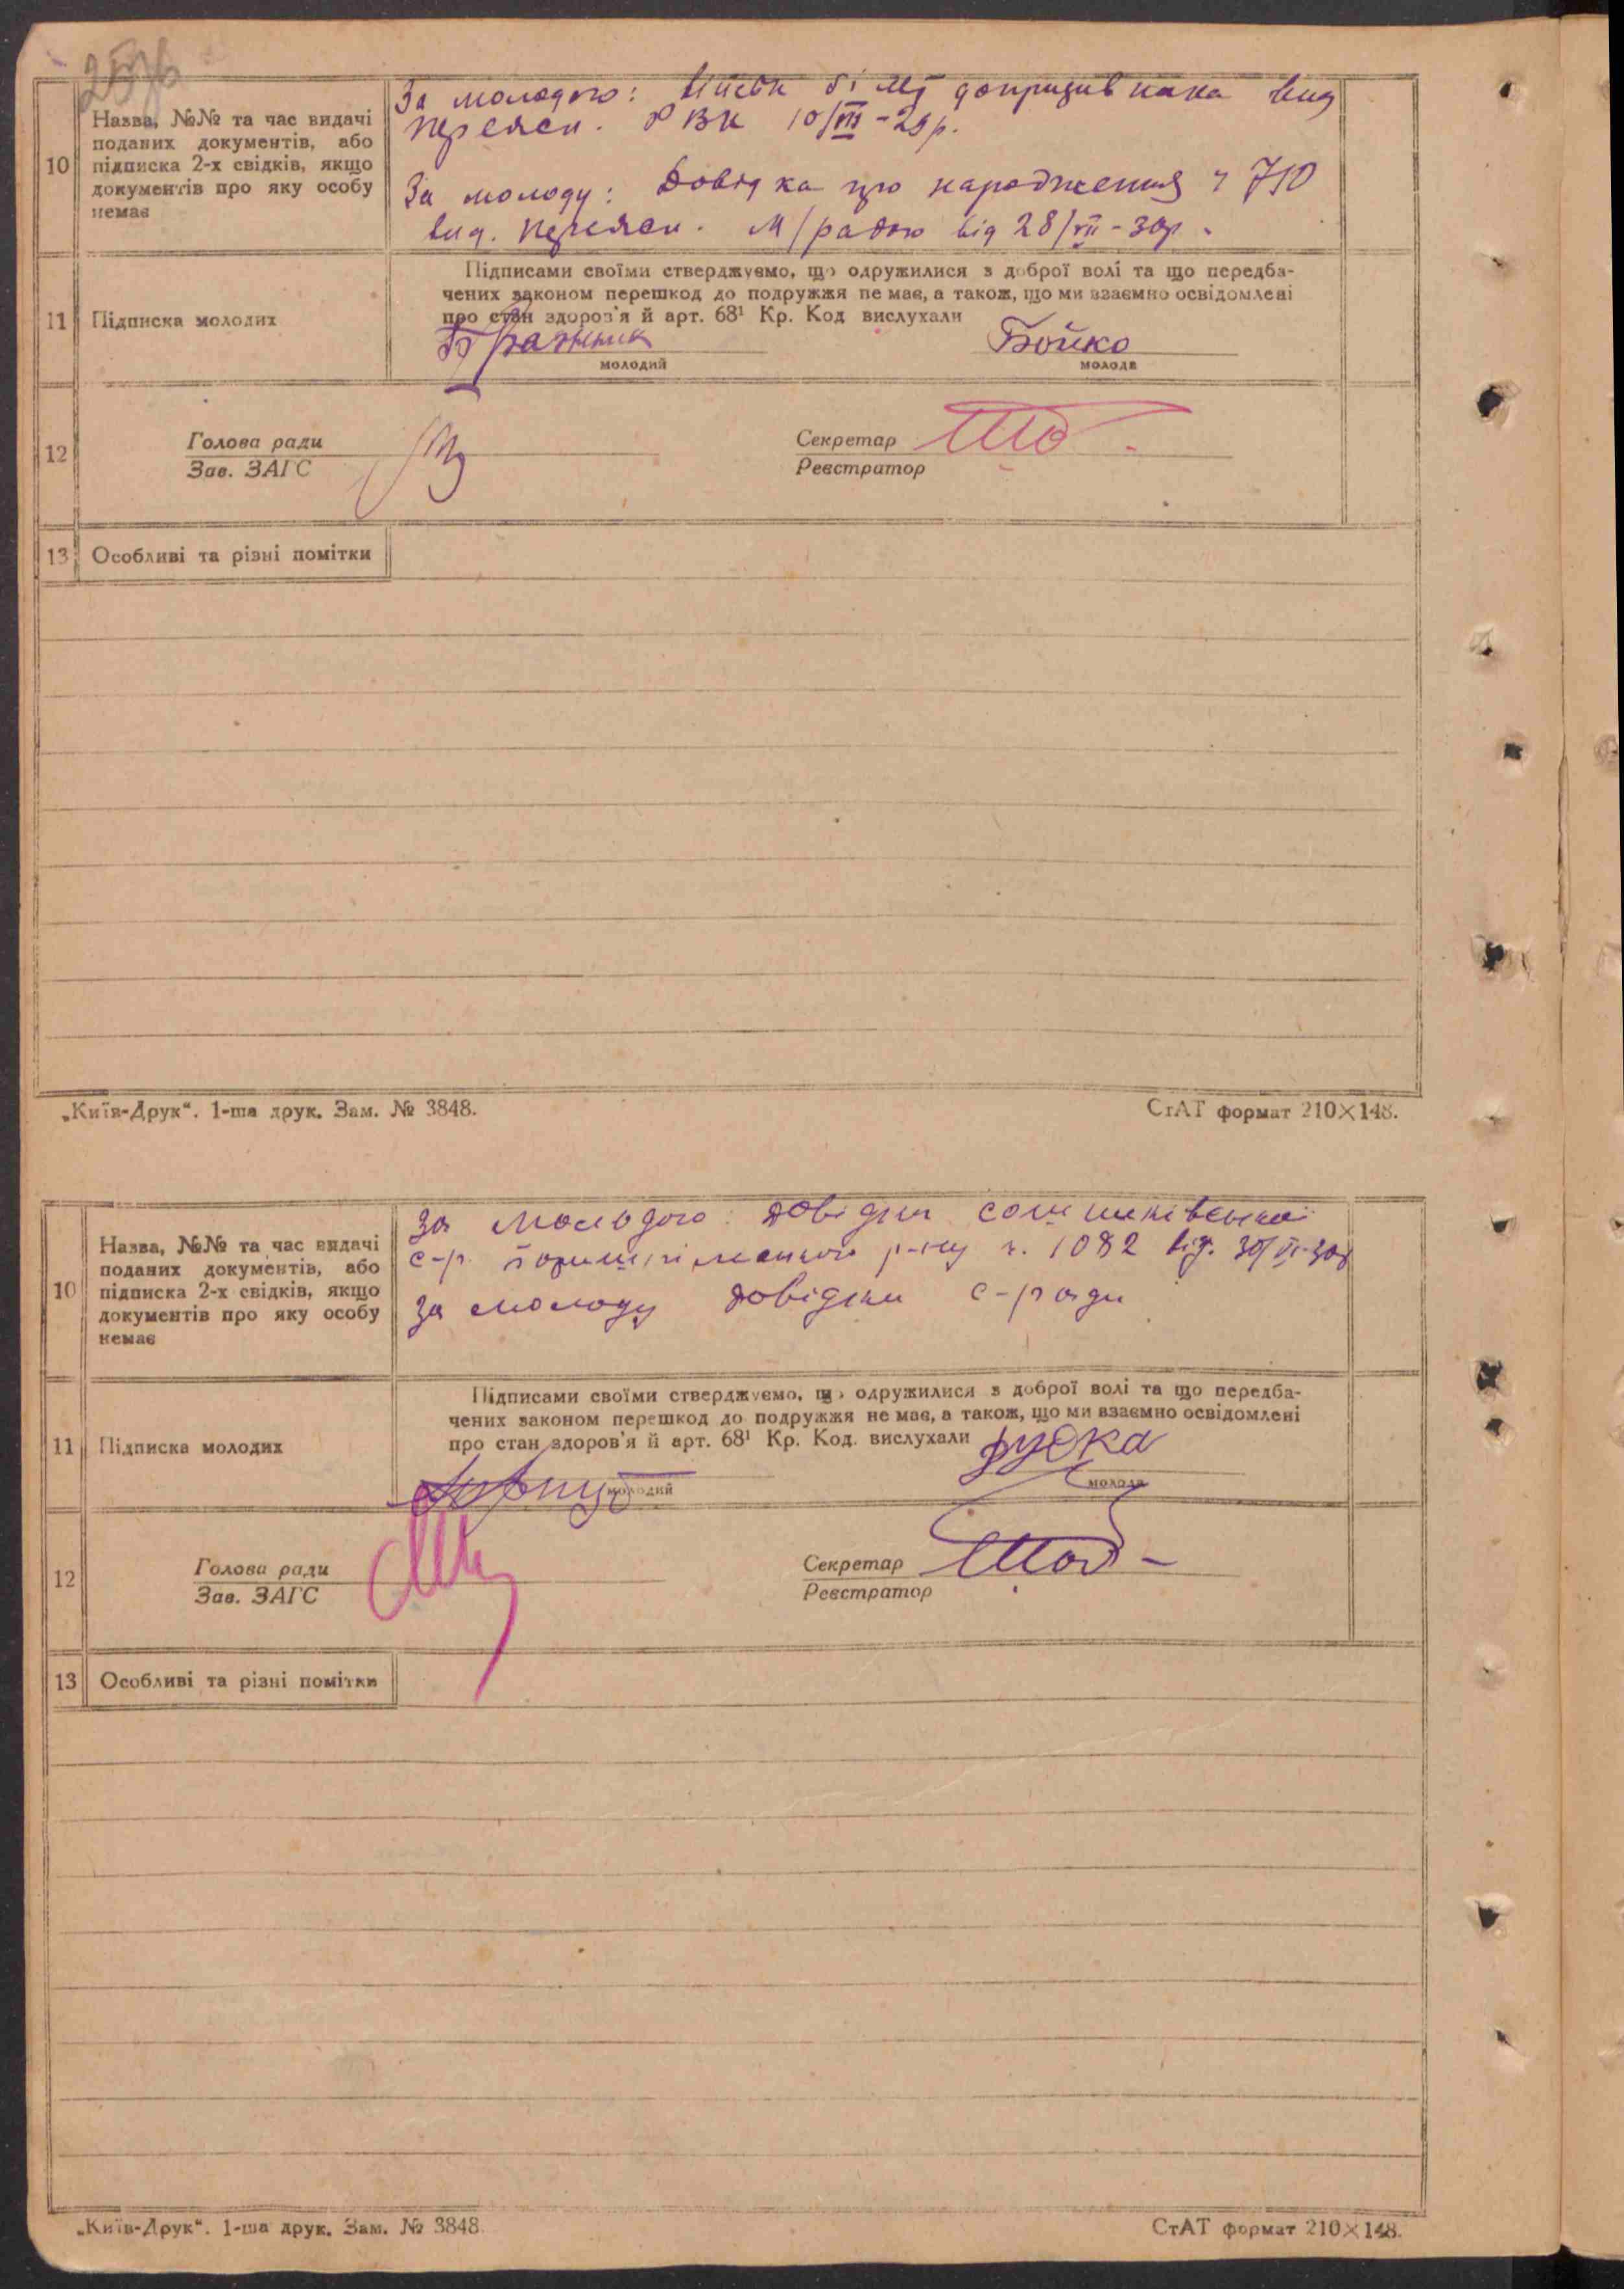 За молодого: білет допризивника вид
10 Назва, №№ та час видачі поданих документів, або підписка 2-х свідків, якщо документів про яку особу немає
Переясл. РВК 10/VIII-29р.
За молоду: Довідка про народження ч 710
вид. Переясл. М/радою від 28/VII-30р.
11 Підписка молодих
Підписами своїми стверджуємо, що одружилися з доброї волі та що передба-
чених законом перешкод до подружжя не має, а також, що ми взаємно освідомлені
про стан здоров'я й арт. 68¹ Кр. Код вислухали
Бойко
молодий молода
12 Голова ради Секретар
Зав. ЗАГС Реєстратор
13 Особливі та різні помітки
„Київ-Друк“. 1-ша друк. Зам. № 3848. СтАТ формат 210×148.
За молодого: довідка
10 Назва, №№ та час видачі поданих документів, або підписка 2-х свідків, якщо документів про яку особу немає
с-р. р-ну ч. 1082 від.
За молоду довідка с-ради
11 Підписка молодих
Підписами своїми стверджуємо, що одружилися з доброї волі та що передба-
чених законом перешкод до подружжя не має, а також, що ми взаємно освідомлені
про стан здоров'я й арт. 68¹ Кр. Код. вислухали
молодий молода
12 Голова ради Секретар
Зав. ЗАГС Реєстратор
13 Особливі та різні помітки
„Київ-Друк“. 1-ша друк. Зам. № 3848 СтАТ формат 210×148.